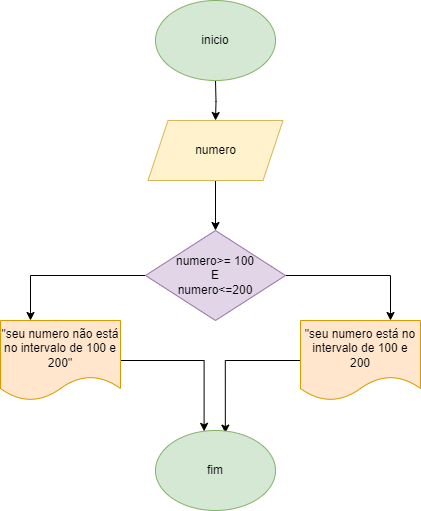 inicio
numero
numero>= 100
E
numero<=200
"seu numero não está
no intervalo de 100 e
200"
"seu numero está no
intervalo de 100 e
200
fim